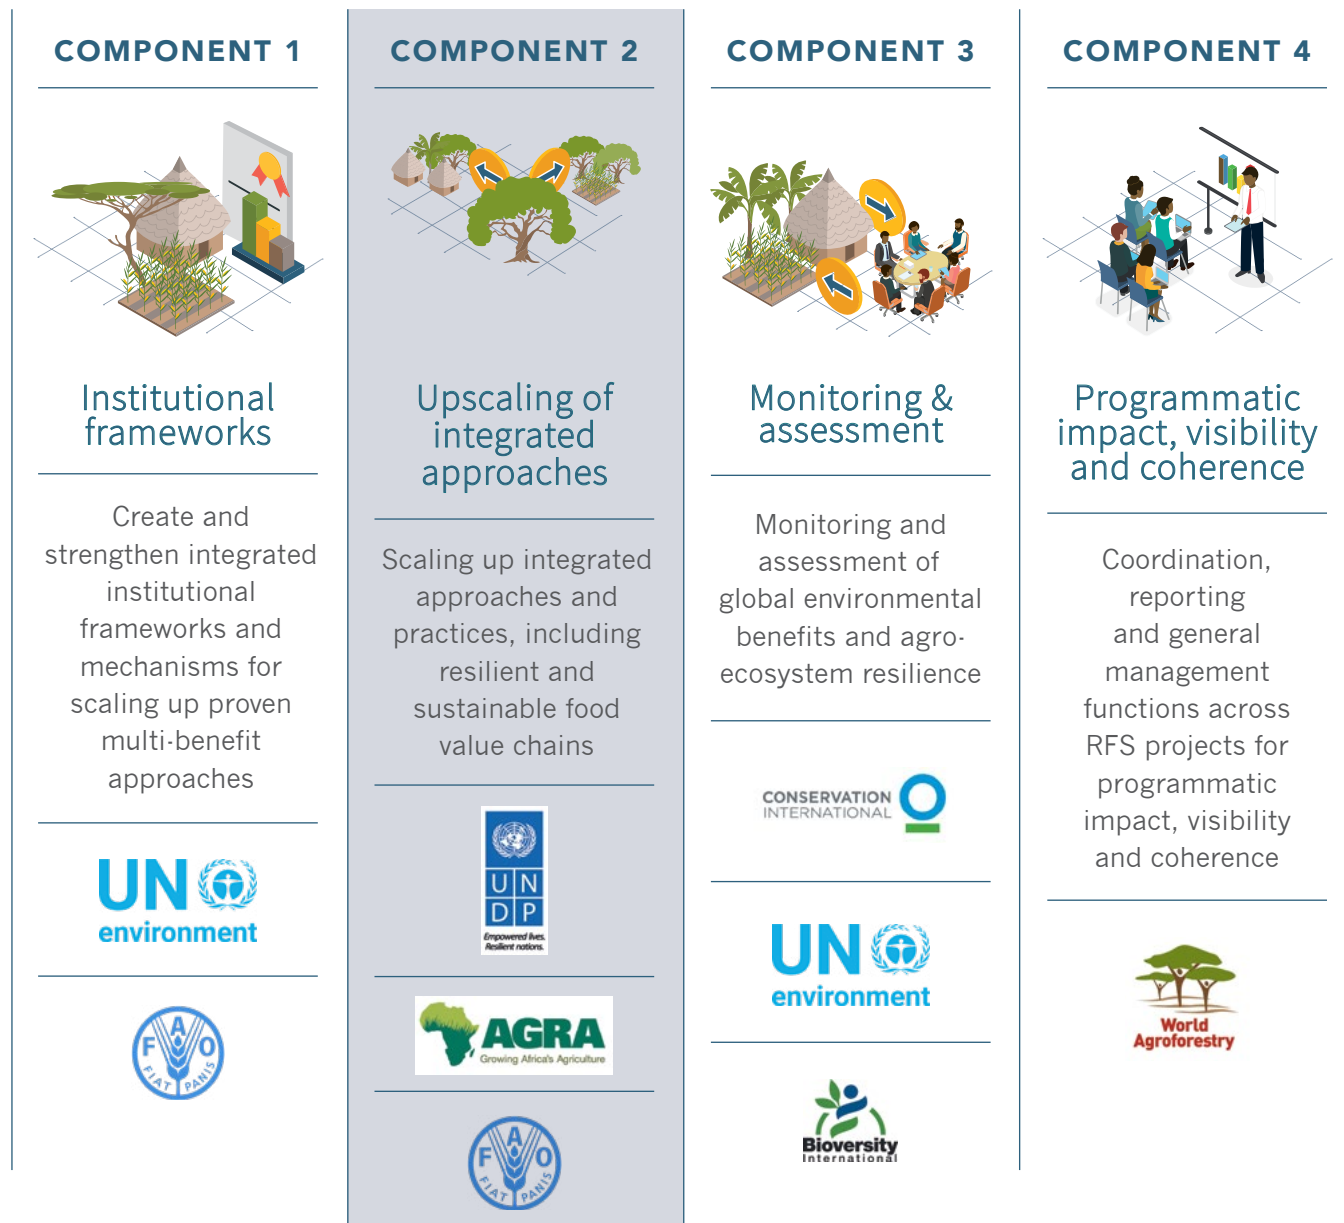 COMPONENT 1
Institutional
frameworks
Create and
strengthen integrated
institutional
frameworks and
mechanisms for
scaling up proven
multi-benefit
approaches
UN
environment
F A O
FIAT PANIS
COMPONENT 2
Upscaling of
integrated
approaches
Scaling up integrated
approaches and
practices, including
resilient and
sustainable food
value chains
U N
D P
Empowered lives.
Resilient nations.
AGRA
Growing Africa's Agriculture
F A O
FIAT PANIS
COMPONENT 3
Monitoring &
assessment
Monitoring and
assessment of
global environmental
benefits and agro-
ecosystem resilience
CONSERVATION
INTERNATIONAL
UN
environment
Bioversity
International
COMPONENT 4
Programmatic
impact, visibility
and coherence
Coordination,
reporting
and general
management
functions across
RFS projects for
programmatic
impact, visibility
and coherence
World
Agroforestry